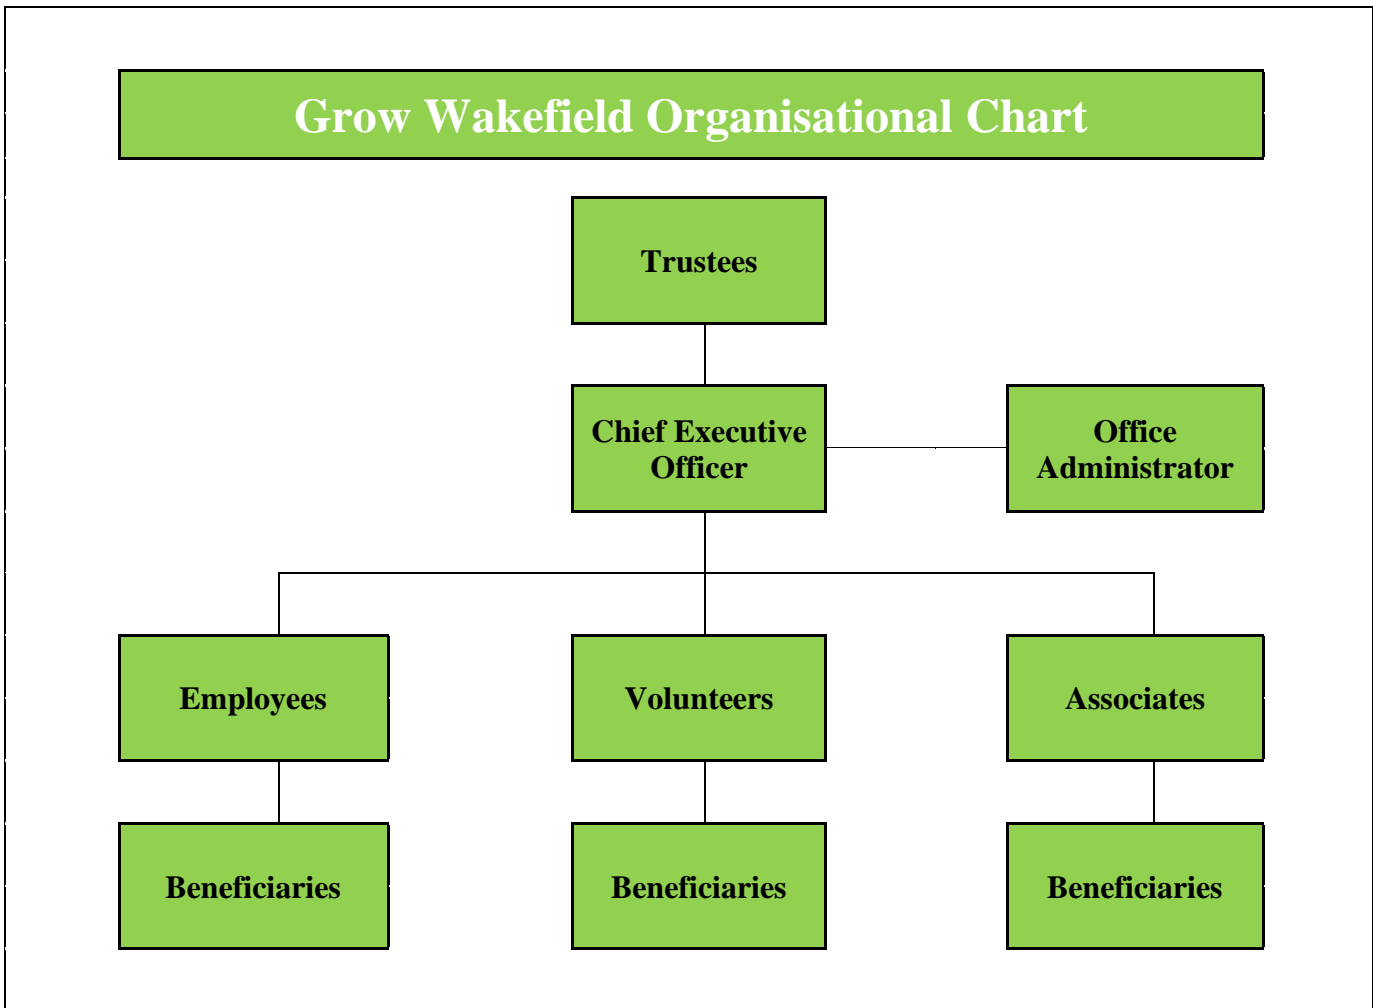 Grow Wakefield Organisational Chart
Trustees
Chief Executive
Officer
Office
Administrator
Employees
Volunteers
Associates
Beneficiaries
Beneficiaries
Beneficiaries